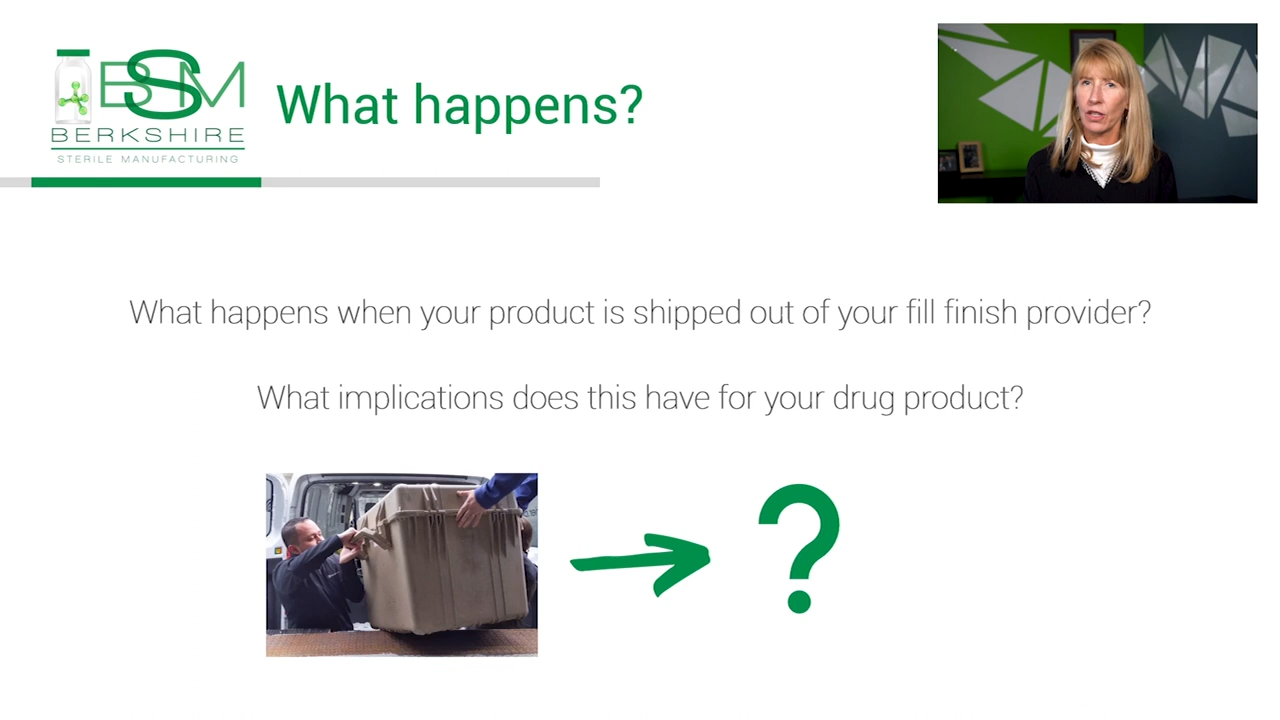 BSM
BERKSHIRE
STERILE MANUFACTURING
What happens?
What happens when your product is shipped out of your fill finish provider?
What implications does this have for your drug product?
?